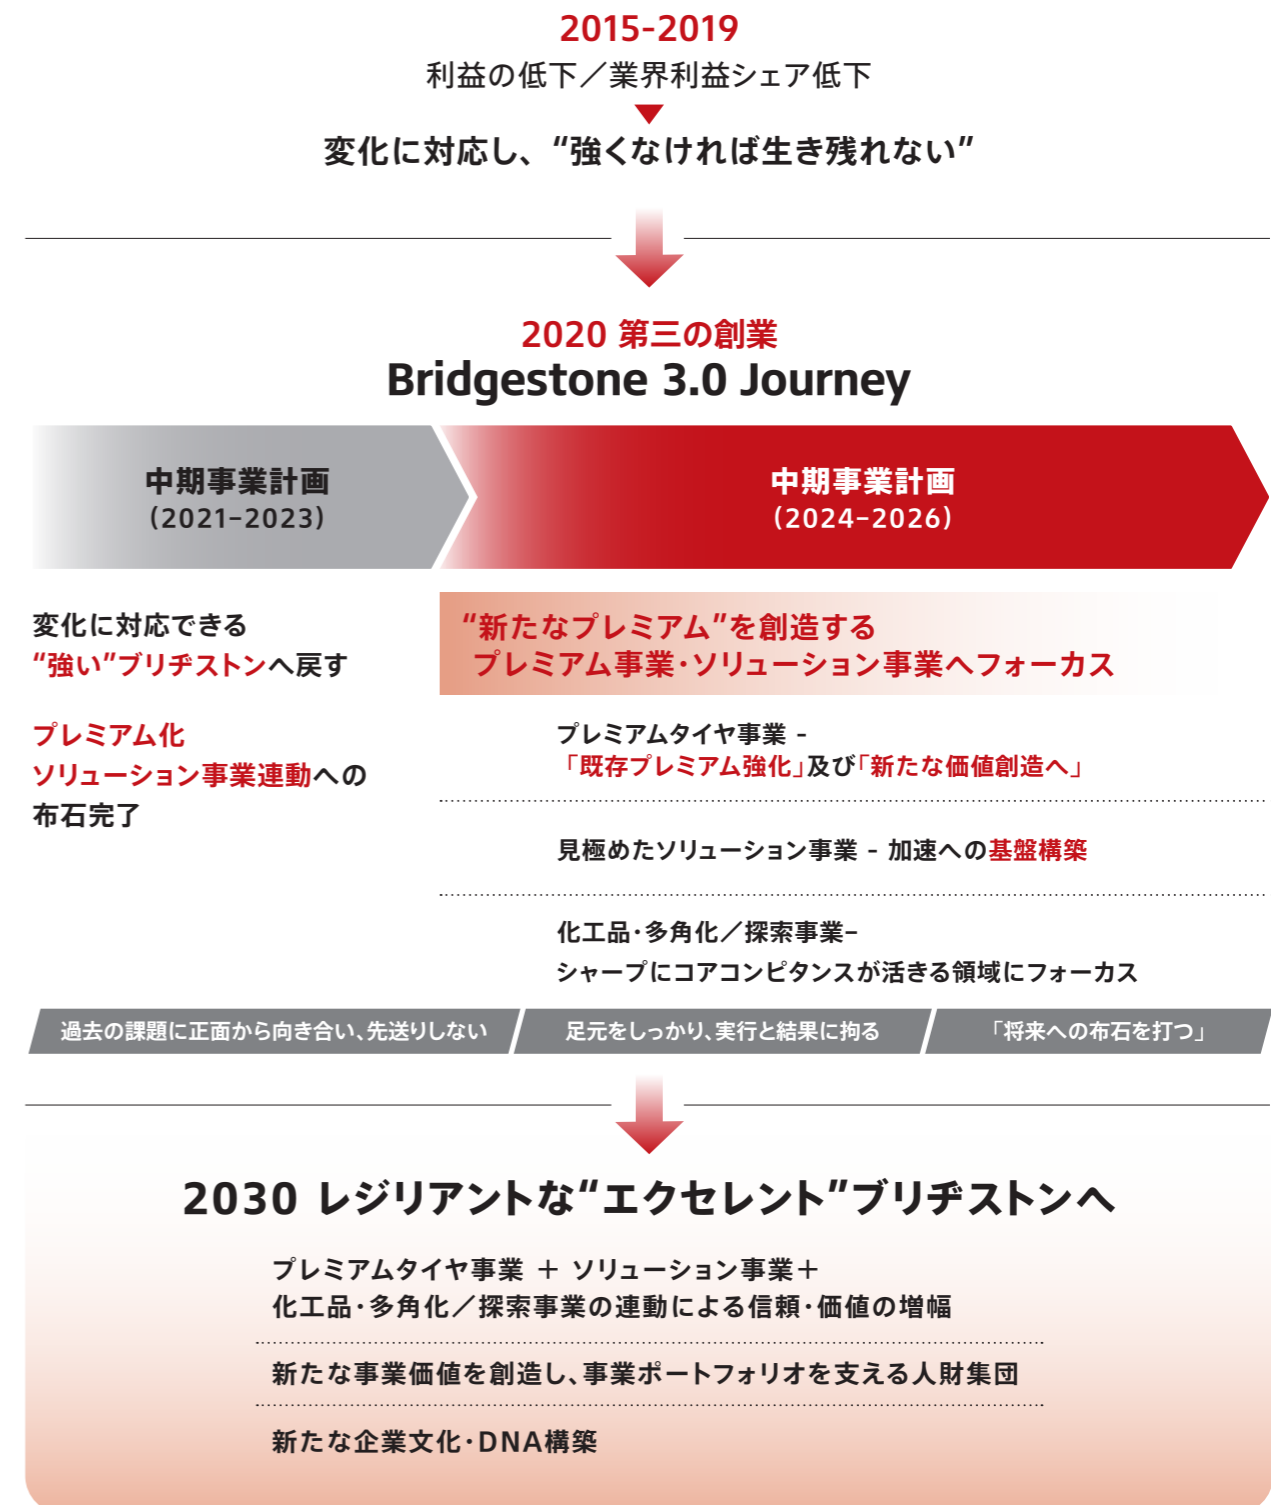 2015-2019
利益の低下／業界利益シェア低下
変化に対応し、“強くなければ生き残れない”
2020 第三の創業
Bridgestone 3.0 Journey
中期事業計画
(2021–2023)
中期事業計画
(2024–2026)
変化に対応できる
“強い”ブリヂストンへ戻す
プレミアム化
ソリューション事業連動への
布石完了
“新たなプレミアム”を創造する
プレミアム事業・ソリューション事業へフォーカス
プレミアムタイヤ事業 –
「既存プレミアム強化」及び「新たな価値創造へ」
見極めたソリューション事業 – 加速への基盤構築
化工品・多角化／探索事業–
シャープにコアコンピタンスが活きる領域にフォーカス
過去の課題に正面から向き合い、先送りしない
足元をしっかり、実行と結果に拘る
「将来への布石を打つ」
2030 レジリアントな“エクセレント”ブリヂストンへ
プレミアムタイヤ事業 ＋ ソリューション事業＋
化工品・多角化／探索事業の連動による信頼・価値の増幅
新たな事業価値を創造し、事業ポートフォリオを支える人財集団
新たな企業文化・DNA構築